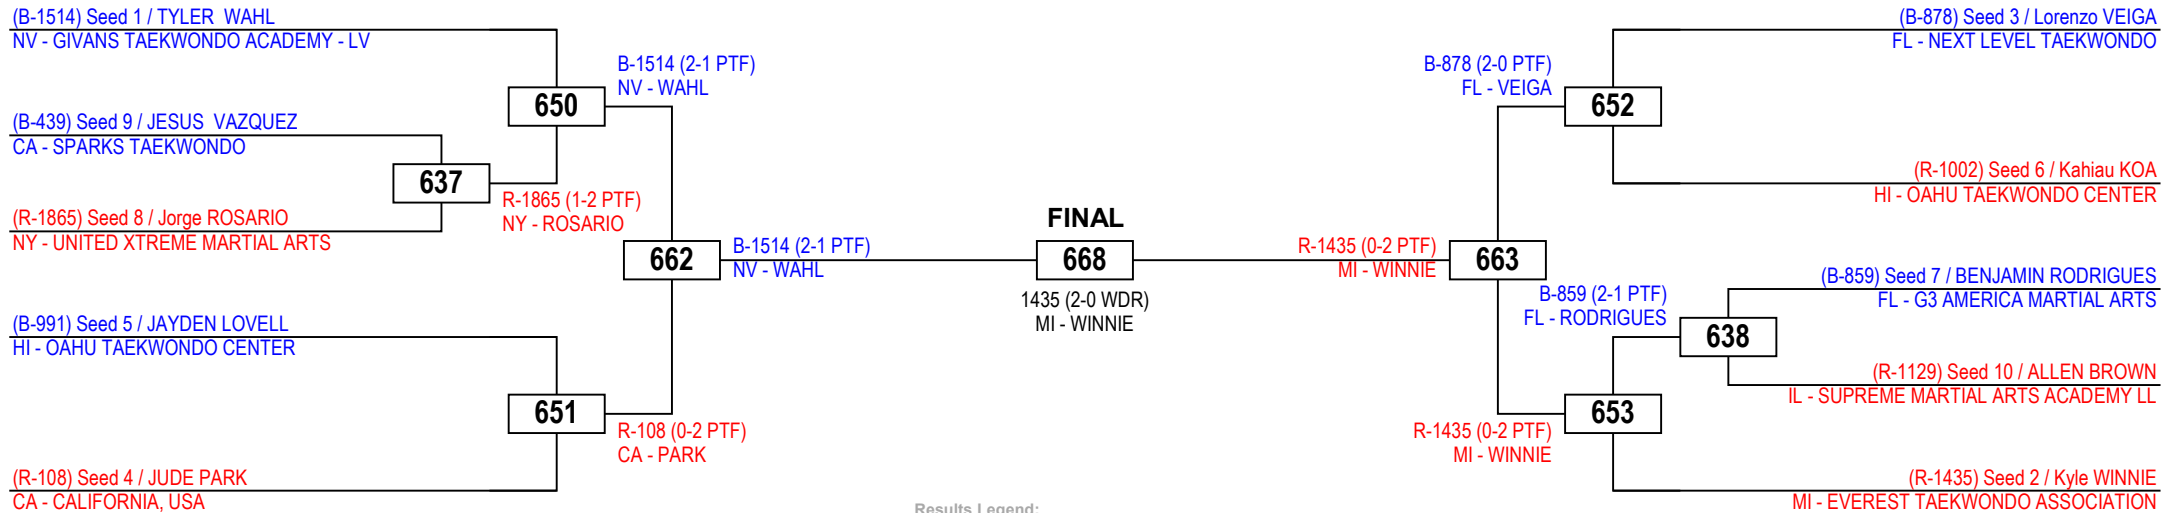 (B-1514) Seed 1 / TYLER  WAHL
NV - GIVANS TAEKWONDO ACADEMY - LV
B-1514 (2-1 PTF)
NV - WAHL
650
(B-439) Seed 9 / JESUS  VAZQUEZ
CA - SPARKS TAEKWONDO
637
R-1865 (1-2 PTF)
NY - ROSARIO
(R-1865) Seed 8 / Jorge ROSARIO
NY - UNITED XTREME MARTIAL ARTS
662
B-1514 (2-1 PTF)
NV - WAHL
(B-991) Seed 5 / JAYDEN LOVELL
HI - OAHU TAEKWONDO CENTER
651
R-108 (0-2 PTF)
CA - PARK
(R-108) Seed 4 / JUDE PARK
CA - CALIFORNIA, USA
FINAL
668
1435 (2-0 WDR)
MI - WINNIE
(B-878) Seed 3 / Lorenzo VEIGA
FL - NEXT LEVEL TAEKWONDO
B-878 (2-0 PTF)
FL - VEIGA
652
(R-1002) Seed 6 / Kahiau KOA
HI - OAHU TAEKWONDO CENTER
R-1435 (0-2 PTF)
MI - WINNIE
663
(B-859) Seed 7 / BENJAMIN RODRIGUES
FL - G3 AMERICA MARTIAL ARTS
B-859 (2-1 PTF)
FL - RODRIGUES
638
(R-1129) Seed 10 / ALLEN BROWN
IL - SUPREME MARTIAL ARTS ACADEMY LL
653
R-1435 (0-2 PTF)
MI - WINNIE
(R-1435) Seed 2 / Kyle WINNIE
MI - EVEREST TAEKWONDO ASSOCIATION
Results Legend: